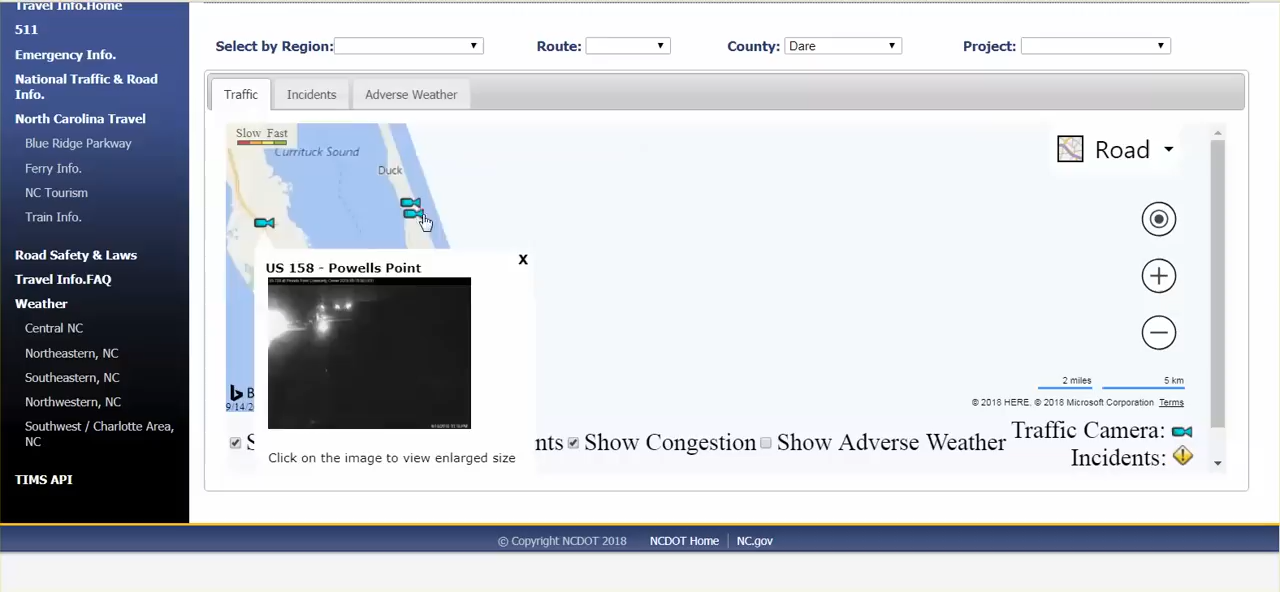 Travel Info.Home
511
Emergency Info.
National Traffic & Road
Info.
North Carolina Travel
Blue Ridge Parkway
Ferry Info.
NC Tourism
Train Info.
Road Safety & Laws
Travel Info.FAQ
Weather
Central NC
Northeastern, NC
Southeastern, NC
Northwestern, NC
Southwest / Charlotte Area,
NC
TIMS API
Select by Region: Route: County: Dare Project:
Traffic Incidents Adverse Weather
Slow Fast
Currituck Sound
Duck
Road
US 158 - Powells Point X
Click on the image to view enlarged size
B
9/14/2
2 miles 5 km
© 2018 HERE, © 2018 Microsoft Corporation Terms
S nts Show Congestion Show Adverse Weather
Traffic Camera:
Incidents:
© Copyright NCDOT 2018 NCDOT Home NC.gov